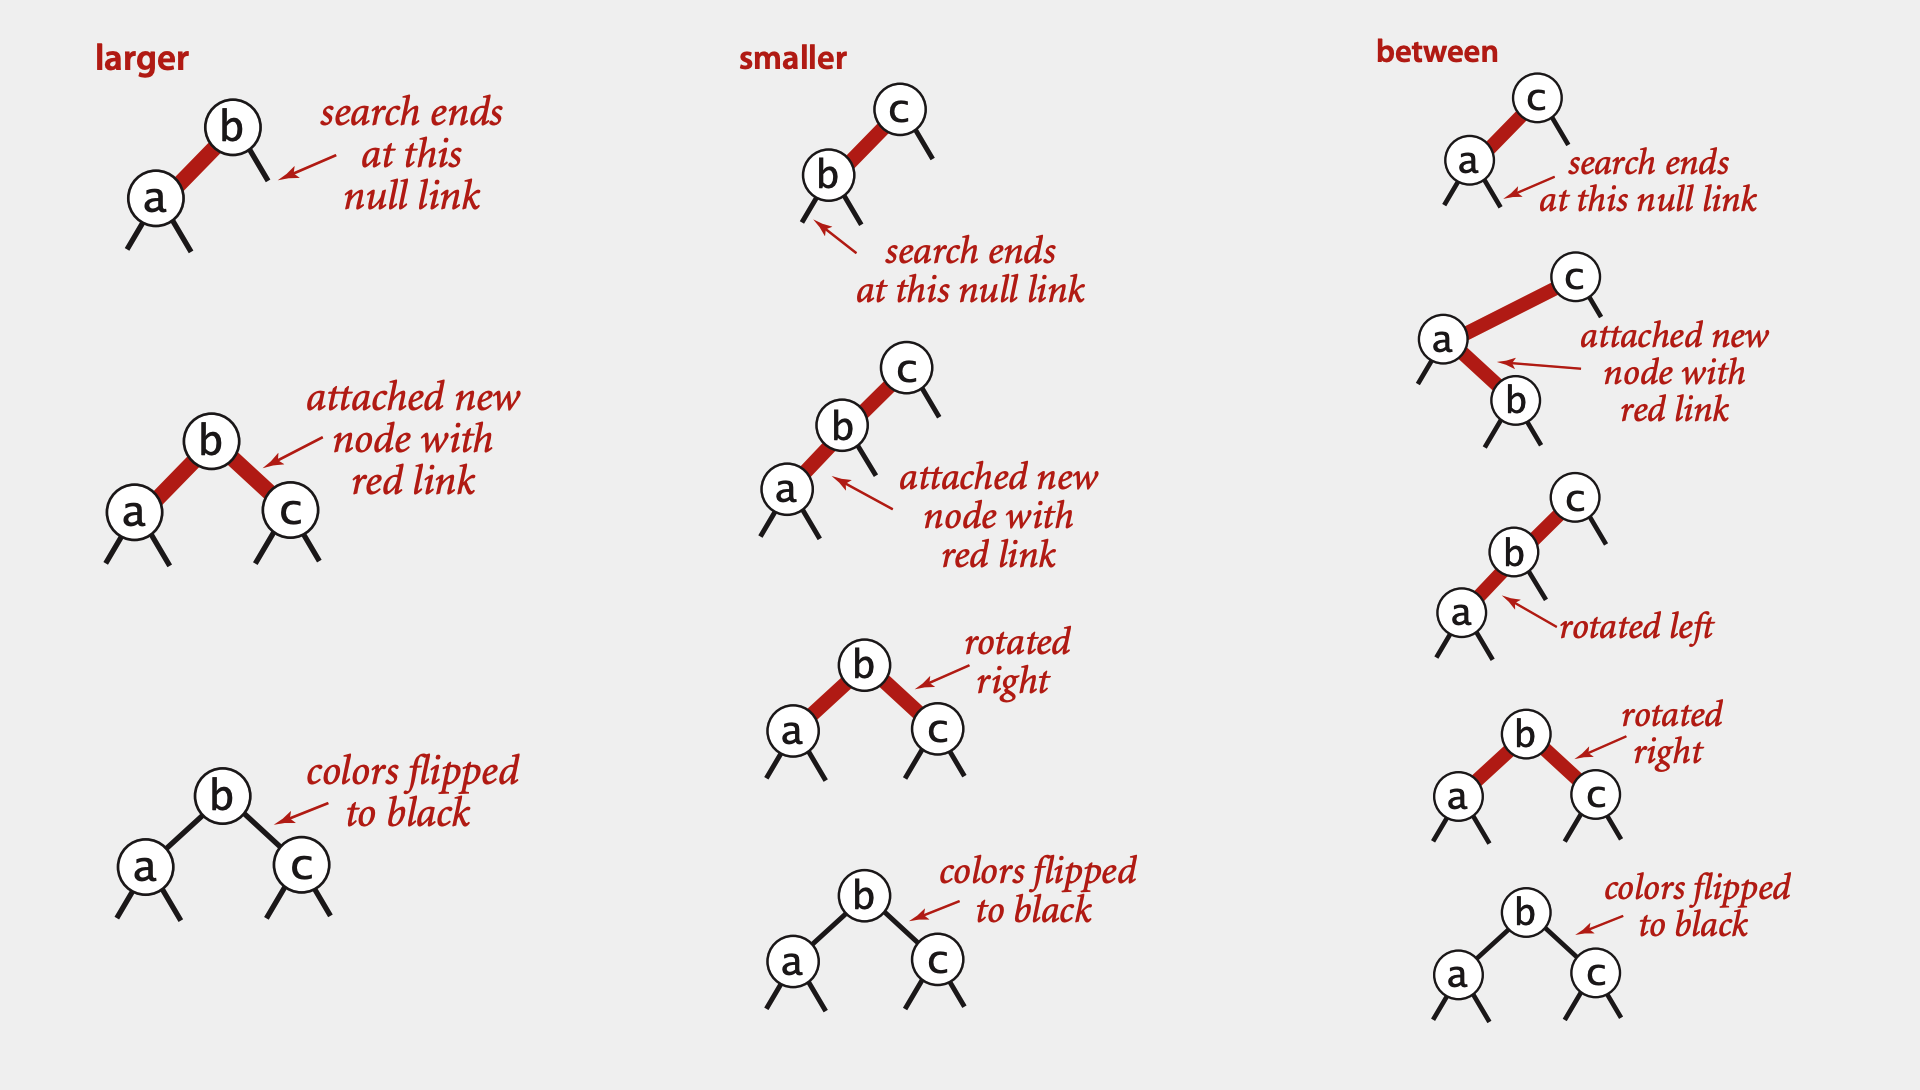 larger
b
search ends
at this
null link
a
attached new
node with
red link
b
a
c
colors flipped
to black
b
a
c
smaller
c
b
search ends
at this null link
c
b
a
attached new
node with
red link
rotated
right
b
a
c
colors flipped
to black
b
a
c
between
c
a
search ends
at this null link
c
a
attached new
node with
red link
b
c
b
a
rotated left
rotated
right
b
a
c
colors flipped
to black
b
a
c